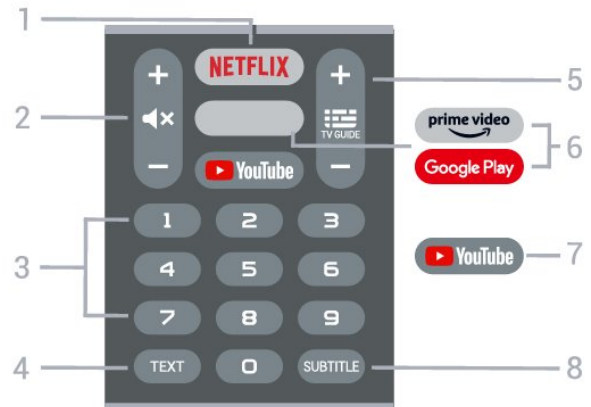 1
NETFLIX
+ +
5
2
TV GUIDE
prime video
6
Google Play
- -
YouTube
1 2 3
3
YouTube
7
4 5 6
7 8 9
4
TEXT 0 SUBTITLE
8